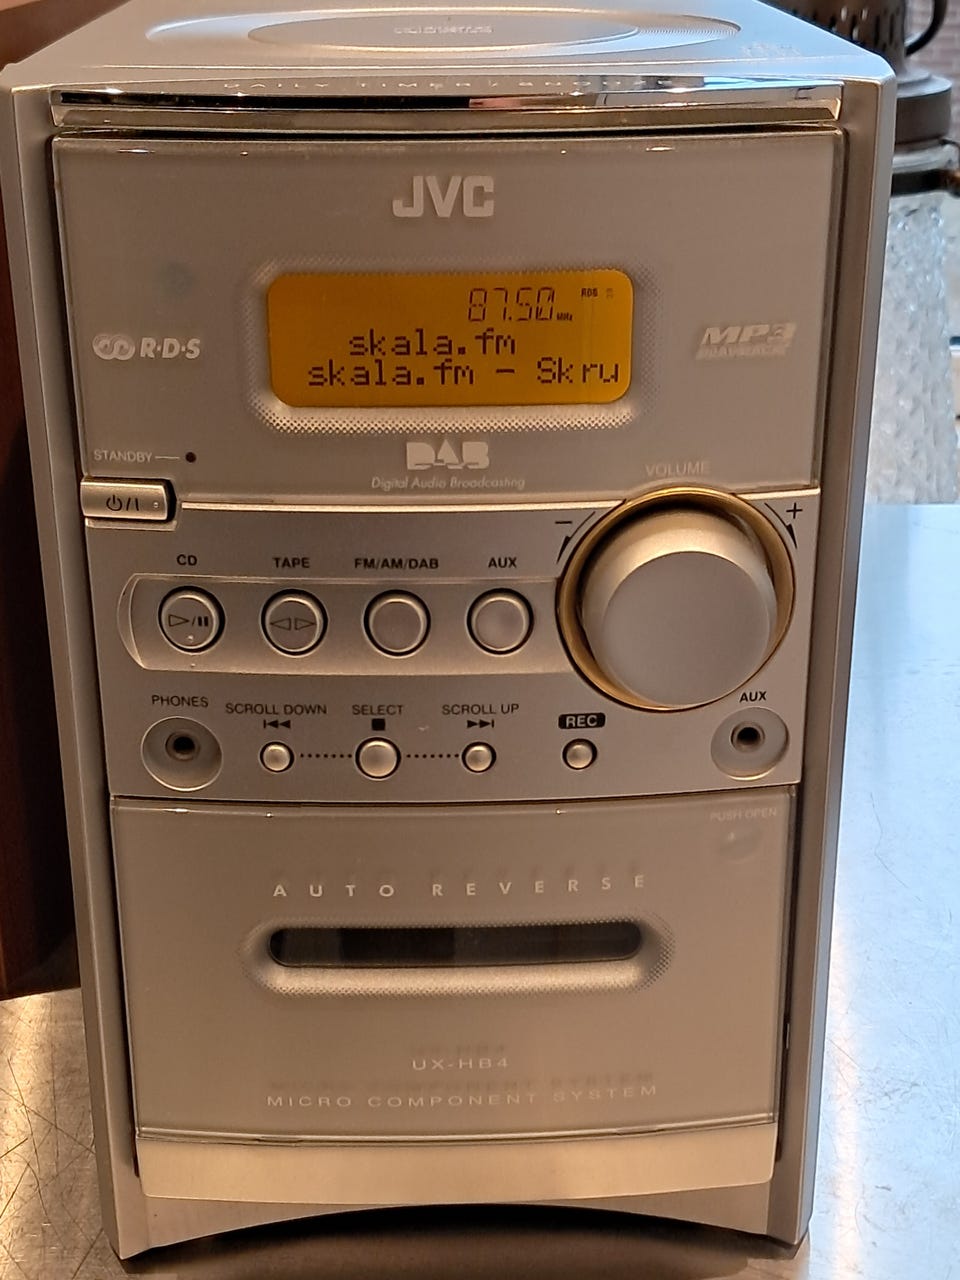 JVC
87.50 MHz RDS
skala.fm
skala.fm - Skru
R·D·S
MP3
PLAYBACK
STANDBY
DAB
Digital Audio Broadcasting
VOLUME
- +
⏻/I
CD TAPE FM/AM/DAB AUX
PHONES SCROLL DOWN SELECT SCROLL UP REC AUX
PUSH OPEN
AUTO REVERSE
UX-HB4
MICRO COMPONENT SYSTEM